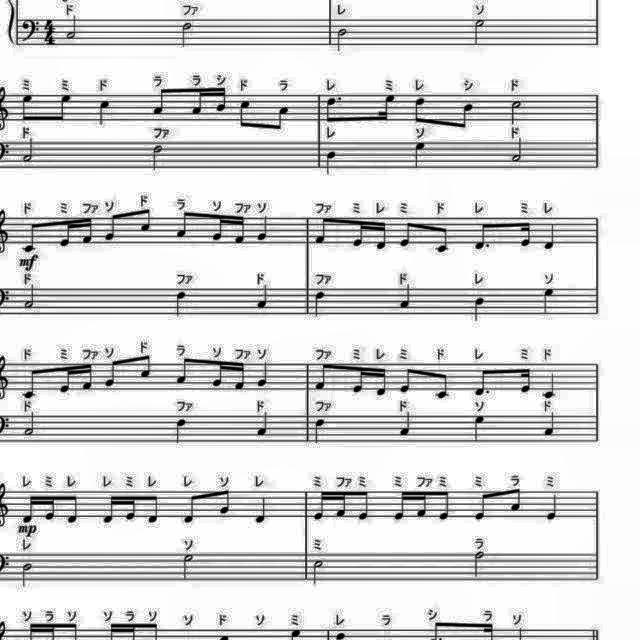 ド ファ レ ソ
ミ ミ ド ラ ラ シ ド ラ レ ミ レ シ ド
ド ファ レ ソ ド
ド ミ ファ ソ ド ラ ソ ファ ソ ファ ミ レ ミ ド レ ミ レ
mf
ド ファ ド ファ ド レ ソ
ド ミ ファ ソ ド ラ ソ ファ ソ ファ ミ レ ミ ド レ ミ ド
ド ファ ド ファ ド ソ ド
レ ミ レ レ ミ レ レ ソ レ ミ ファ ミ ミ ファ ミ ミ ラ ミ
mp
レ ソ ミ ラ
ソ ラ ソ ソ ラ ソ ソ ド ソ ミ レ ラ シ ラ ソ